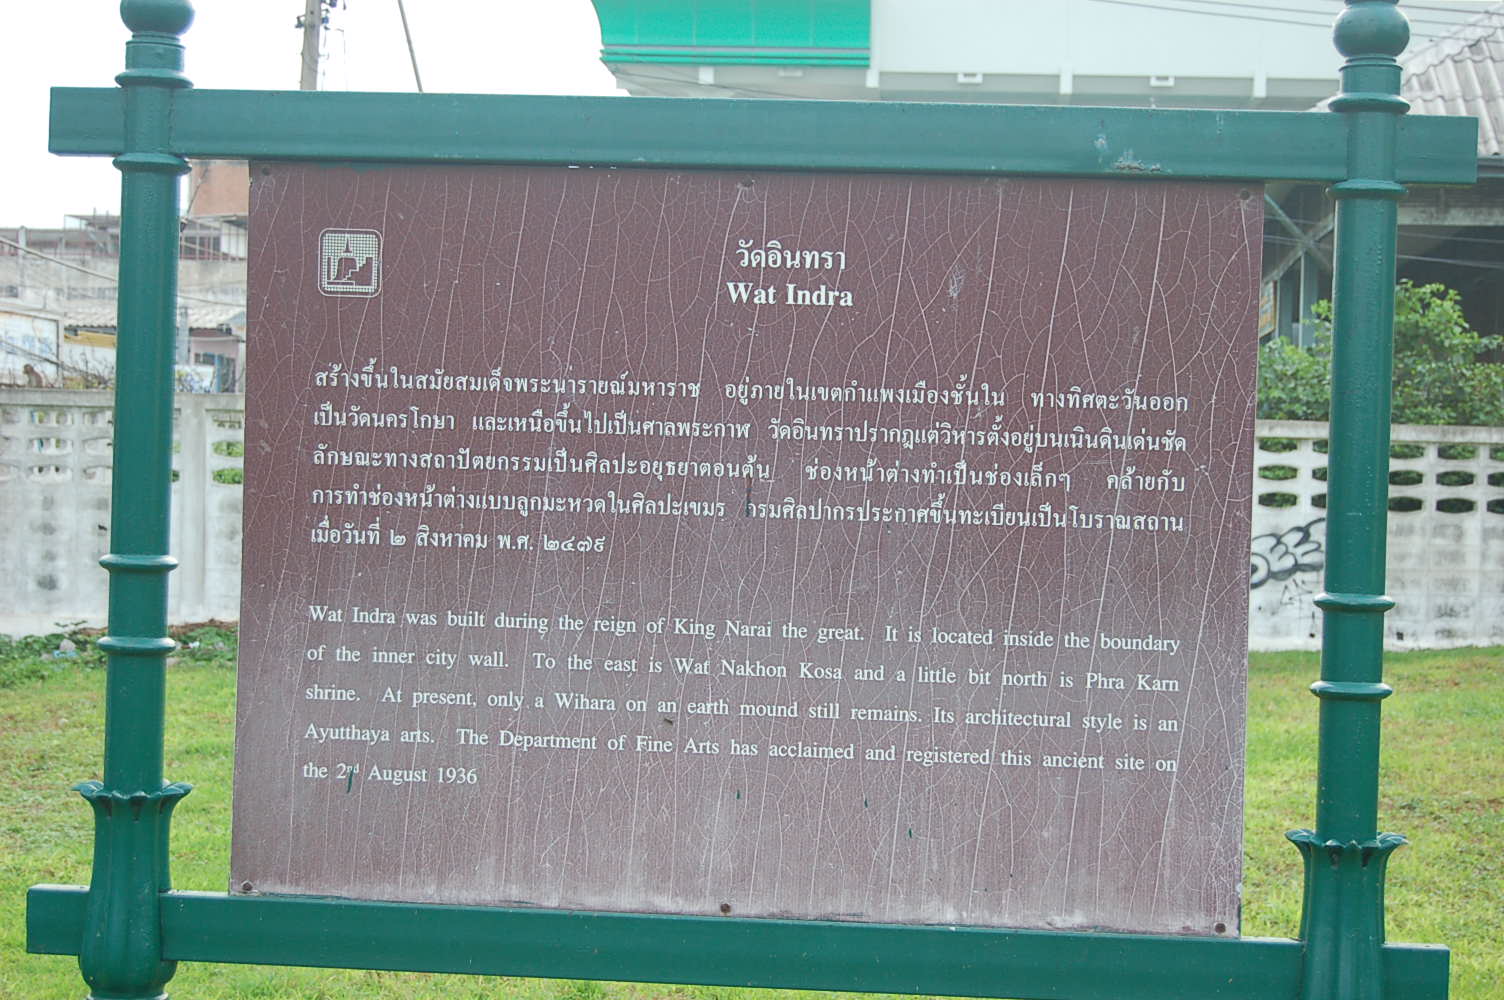 วัดอินทรา
Wat Indra
สร้างขึ้นในสมัยสมเด็จพระนารายณ์มหาราช อยู่ภายในเขตกำแพงเมืองชั้นใน ทางทิศตะวันออก
เป็นวัดนครโกษา และเหนือขึ้นไปเป็นศาลพระกาฬ วัดอินทราปรากฏแต่วิหารตั้งอยู่บนเนินดินเด่นชัด
ลักษณะทางสถาปัตยกรรมเป็นศิลปะอยุธยาตอนต้น ช่องหน้าต่างทำเป็นช่องเล็กๆ คล้ายกับ
การทำช่องหน้าต่างแบบลูกมะหวดในศิลปะเขมร กรมศิลปากรประกาศขึ้นทะเบียนเป็นโบราณสถาน
เมื่อวันที่ ๒ สิงหาคม พ.ศ. ๒๔๗๙
Wat Indra was built during the reign of King Narai the great. It is located inside the boundary
of the inner city wall. To the east is Wat Nakhon Kosa and a little bit north is Phra Karn
shrine. At present, only a Wihara on an earth mound still remains. Its architectural style is an
Ayutthaya arts. The Department of Fine Arts has acclaimed and registered this ancient site on
the 2nd August 1936